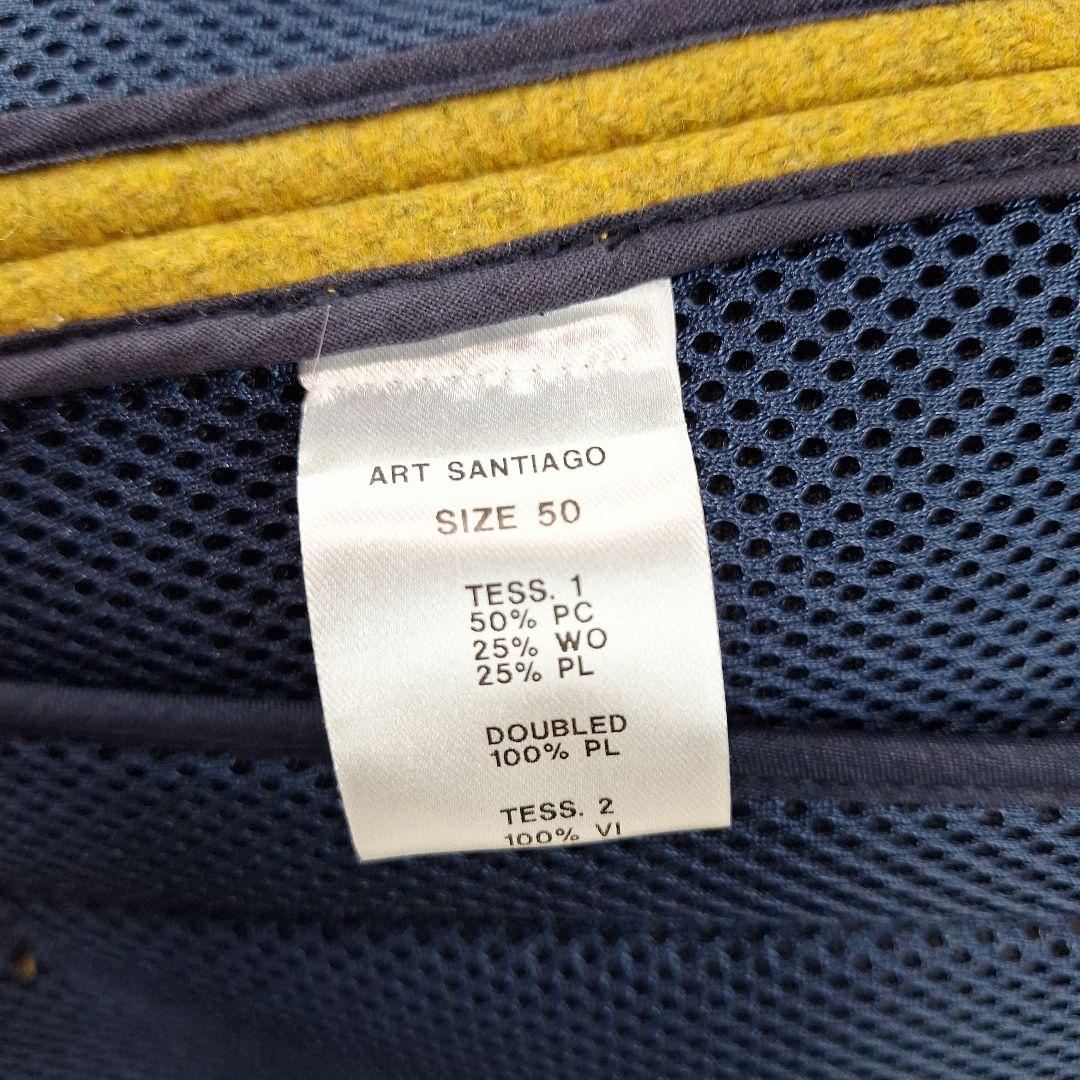 ART SANTIAGO
SIZE 50
TESS. 1
50% PC
25% WO
25% PL
DOUBLED
100% PL
TESS. 2
100% VI